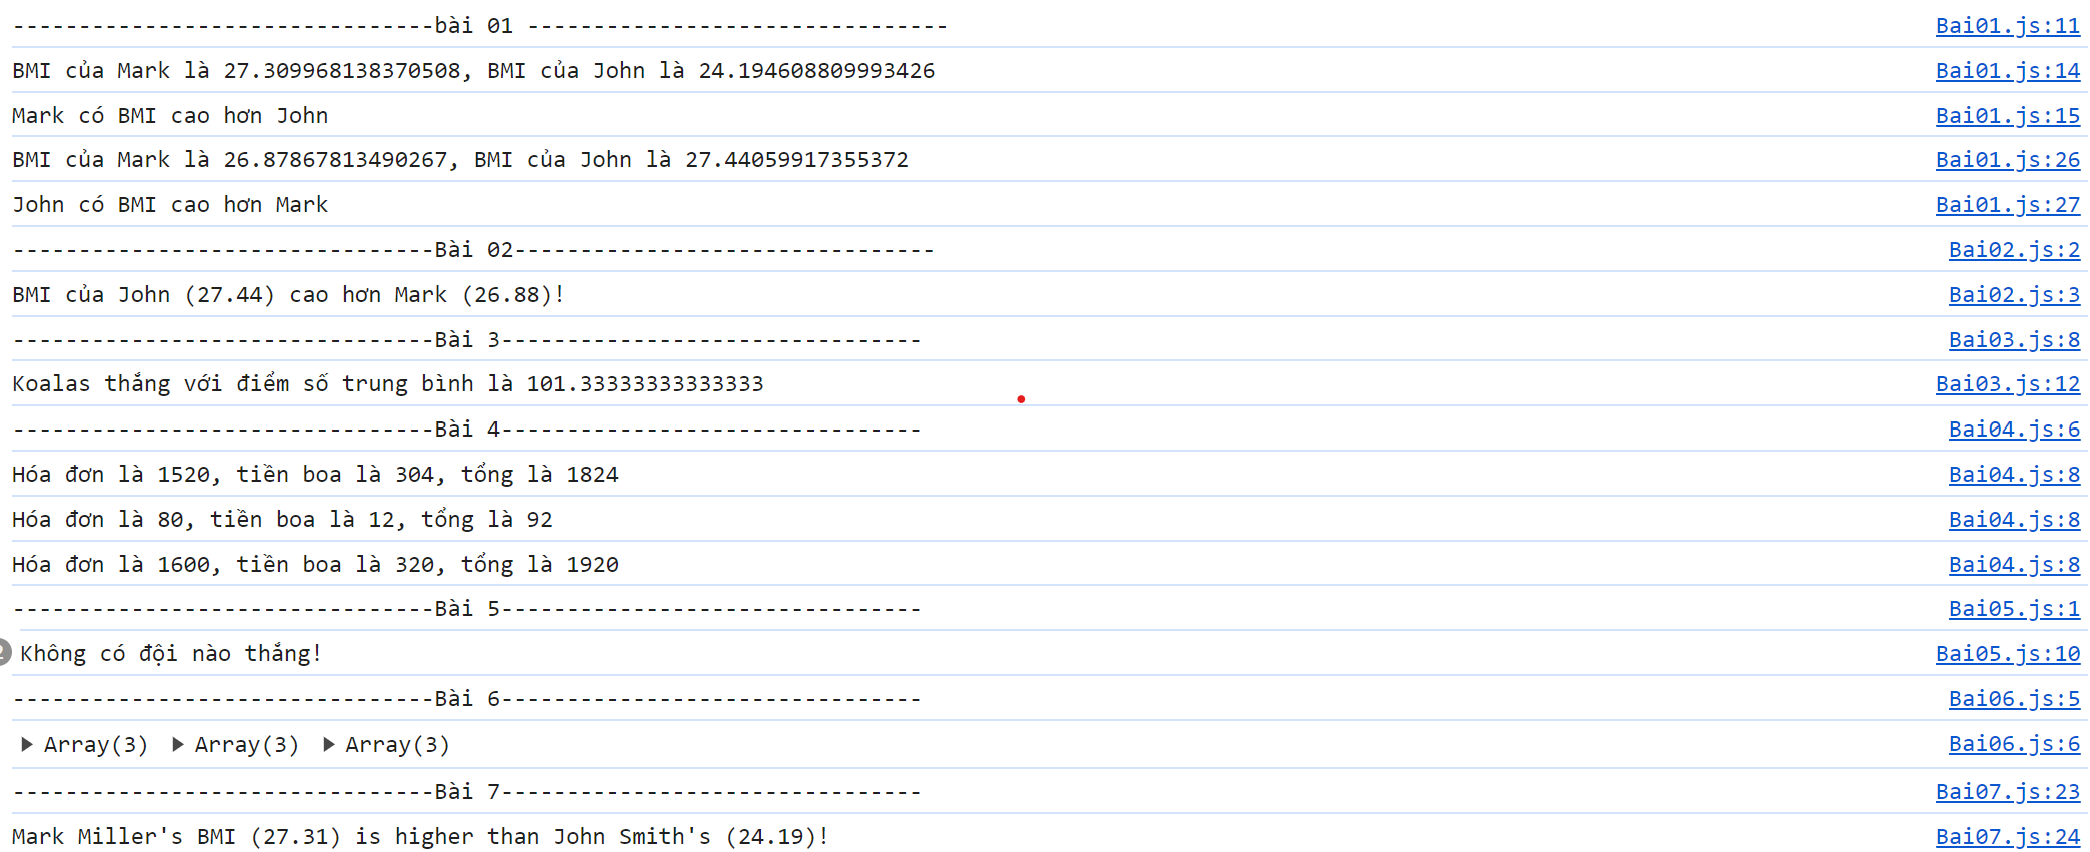 --------------------------------bài 01 -------------------------------- Bai01.js:11
BMI của Mark là 27.309968138370508, BMI của John là 24.194608809993426 Bai01.js:14
Mark có BMI cao hơn John Bai01.js:15
BMI của Mark là 26.87867813490267, BMI của John là 27.44059917355372 Bai01.js:26
John có BMI cao hơn Mark Bai01.js:27
--------------------------------Bài 02-------------------------------- Bai02.js:2
BMI của John (27.44) cao hơn Mark (26.88)! Bai02.js:3
--------------------------------Bài 3-------------------------------- Bai03.js:8
Koalas thắng với điểm số trung bình là 101.33333333333333 Bai03.js:12
--------------------------------Bài 4-------------------------------- Bai04.js:6
Hóa đơn là 1520, tiền boa là 304, tổng là 1824 Bai04.js:8
Hóa đơn là 80, tiền boa là 12, tổng là 92 Bai04.js:8
Hóa đơn là 1600, tiền boa là 320, tổng là 1920 Bai04.js:8
--------------------------------Bài 5-------------------------------- Bai05.js:1
2 Không có đội nào thắng! Bai05.js:10
--------------------------------Bài 6-------------------------------- Bai06.js:5
▶ Array(3) ▶ Array(3) ▶ Array(3) Bai06.js:6
--------------------------------Bài 7-------------------------------- Bai07.js:23
Mark Miller's BMI (27.31) is higher than John Smith's (24.19)! Bai07.js:24